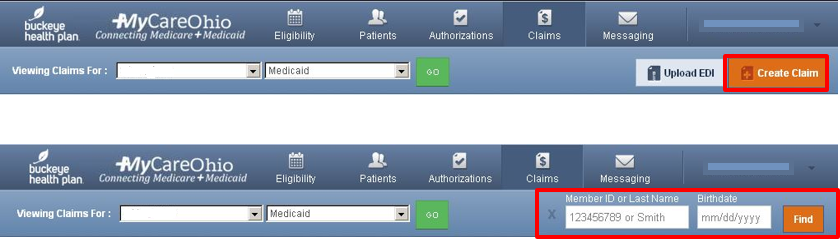 buckeye
health plan.
MyCareOhio
Connecting Medicare + Medicaid
Eligibility
Patients
Authorizations
Claims
Messaging
Viewing Claims For :
Medicaid
GO
Upload EDI
Create Claim
buckeye
health plan.
MyCareOhio
Connecting Medicare + Medicaid
Eligibility
Patients
Authorizations
Claims
Messaging
Viewing Claims For :
Medicaid
GO
X
Member ID or Last Name
Birthdate
123456789 or Smith
mm/dd/yyyy
Find